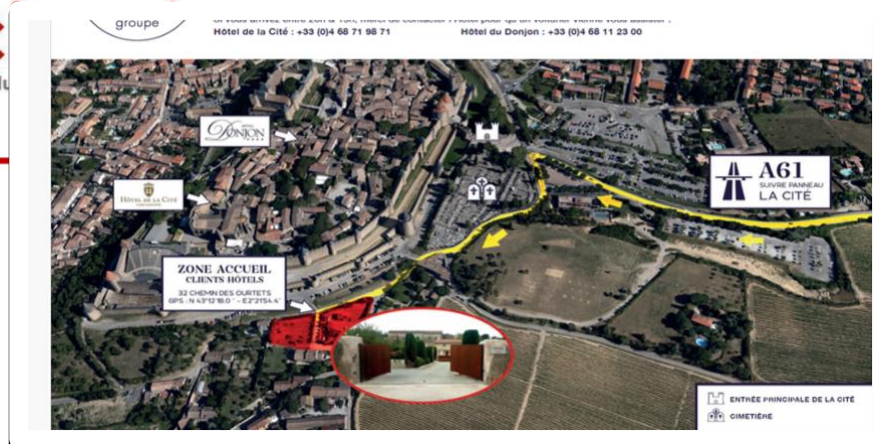 groupe
Hôtel de la Cité : +33 (0)4 68 71 98 71
Hôtel du Donjon : +33 (0)4 68 11 23 00
DONJON
HÔTEL DE LA CITÉ
A61
SUIVRE PANNEAU
LA CITÉ
ZONE ACCUEIL
CLIENTS HÔTELS
32 CHEMIN DES OURTETS
ENTRÉE PRINCIPALE DE LA CITÉ
CIMETIÈRE